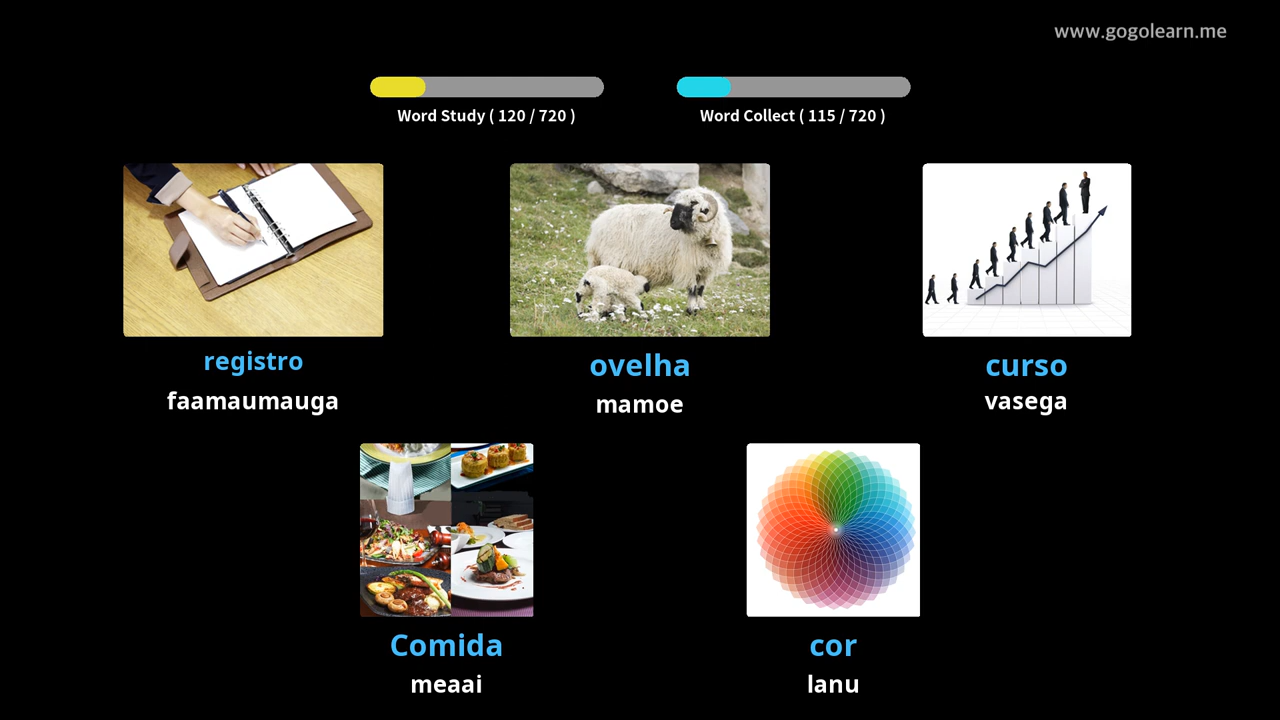 www.gogolearn.me
Word Study ( 120 / 720 )
Word Collect ( 115 / 720 )
registro
faamaumauga
ovelha
mamoe
curso
vasega
Comida
meaai
cor
lanu